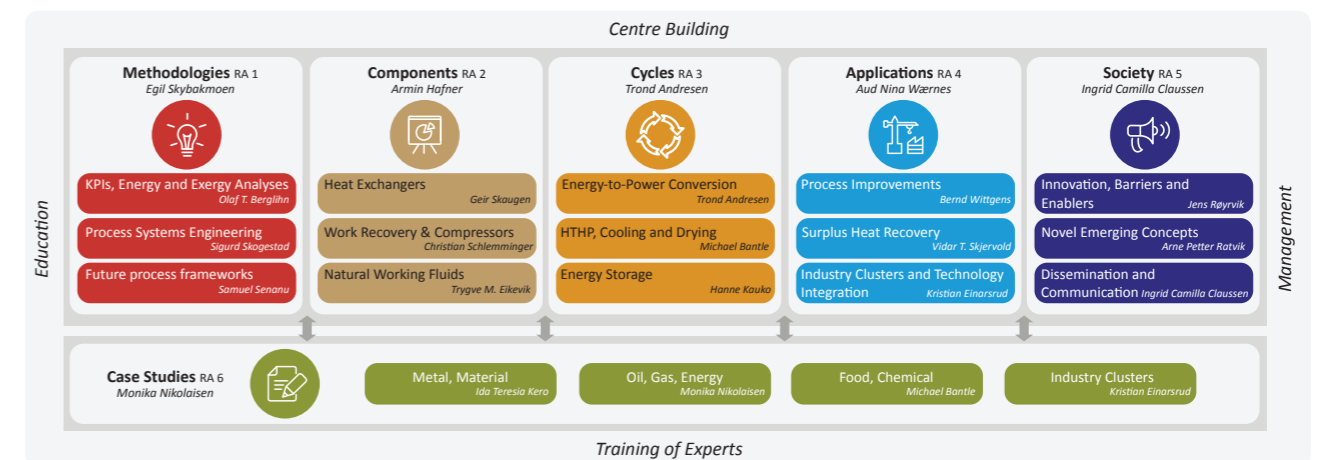 Centre Building
Education
Methodologies RA 1
Egil Skybakmoen
KPIs, Energy and Exergy Analyses
Olaf T. Berglihn
Process Systems Engineering
Sigurd Skogestad
Future process frameworks
Samuel Senanu
Components RA 2
Armin Hafner
Heat Exchangers
Geir Skaugen
Work Recovery & Compressors
Christian Schlemminger
Natural Working Fluids
Trygve M. Eikevik
Cycles RA 3
Trond Andresen
Energy-to-Power Conversion
Trond Andresen
HTHP, Cooling and Drying
Michael Bantle
Energy Storage
Hanne Kauko
Applications RA 4
Aud Nina Wærnes
Process Improvements
Bernd Wittgens
Surplus Heat Recovery
Vidar T. Skjervold
Industry Clusters and Technology
Integration Kristian Einarsrud
Society RA 5
Ingrid Camilla Claussen
Innovation, Barriers and
Enablers Jens Røyrvik
Novel Emerging Concepts
Arne Petter Ratvik
Dissemination and
Communication Ingrid Camilla Claussen
Management
Case Studies RA 6
Monika Nikolaisen
Metal, Material
Ida Teresia Kero
Oil, Gas, Energy
Monika Nikolaisen
Food, Chemical
Michael Bantle
Industry Clusters
Kristian Einarsrud
Training of Experts